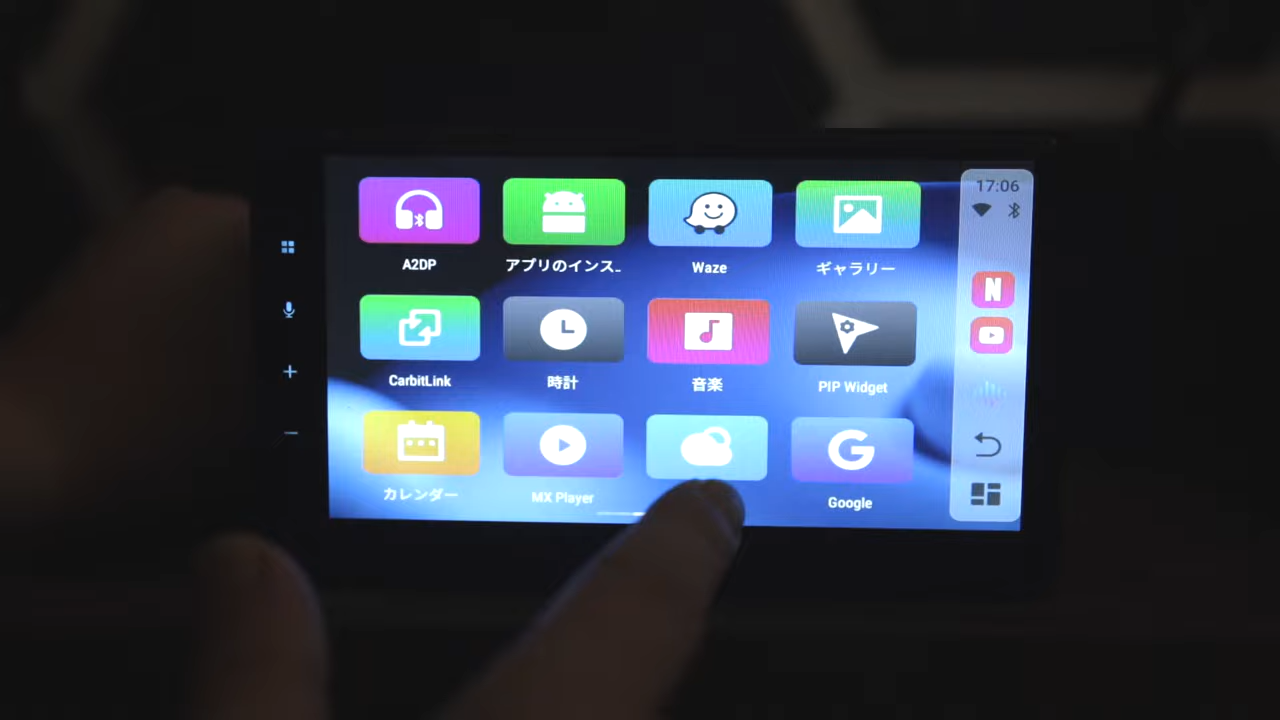 17:06
A2DP
アプリのインス…
Waze
ギャラリー
N
CarbitLink
時計
音楽
PIP Widget
カレンダー
MX Player
G
Google